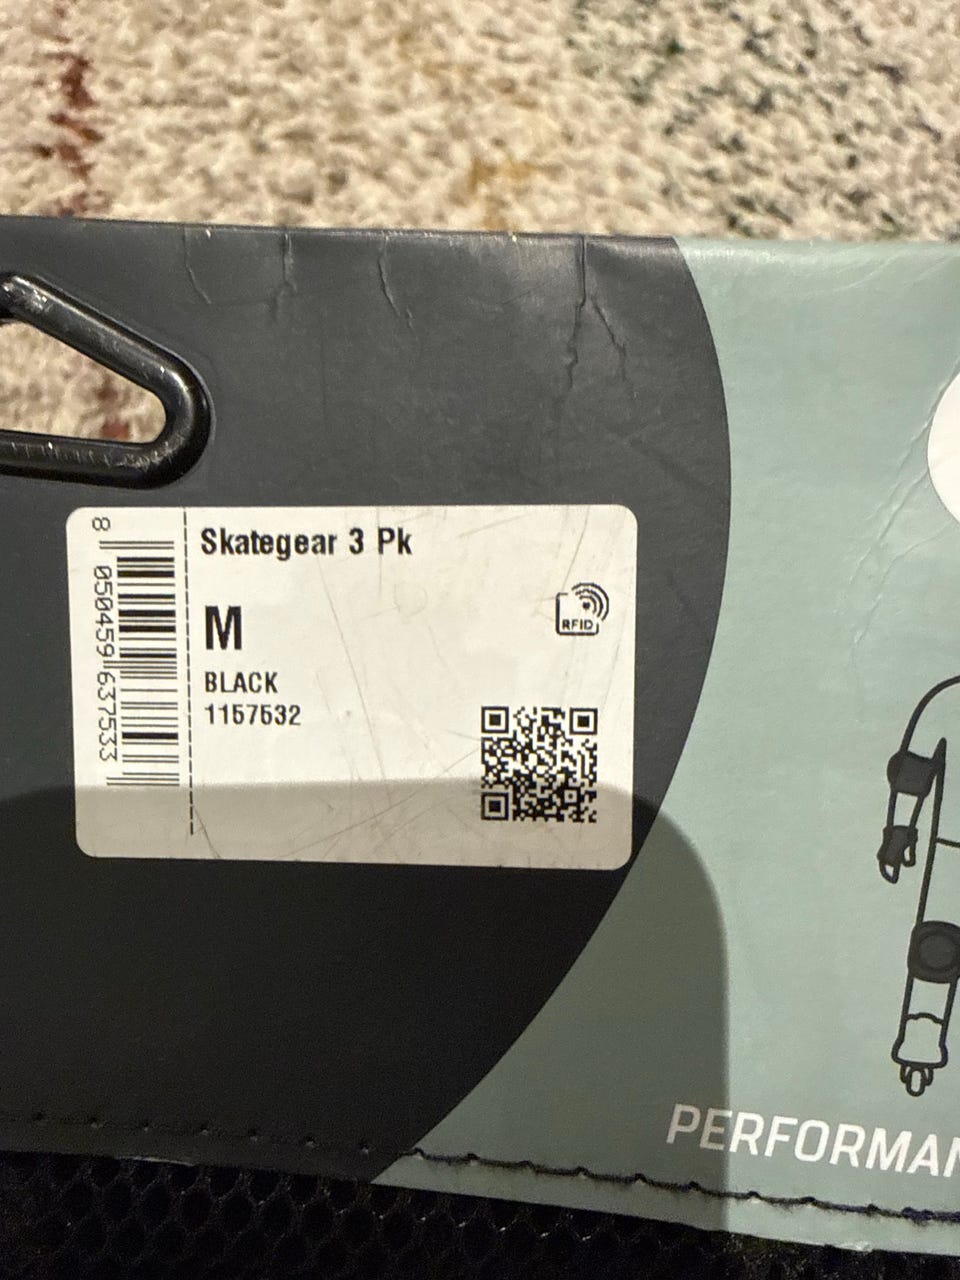 Skategear 3 Pk
M
BLACK
1157532
RFID
8 050459 637533
PERFORMAN